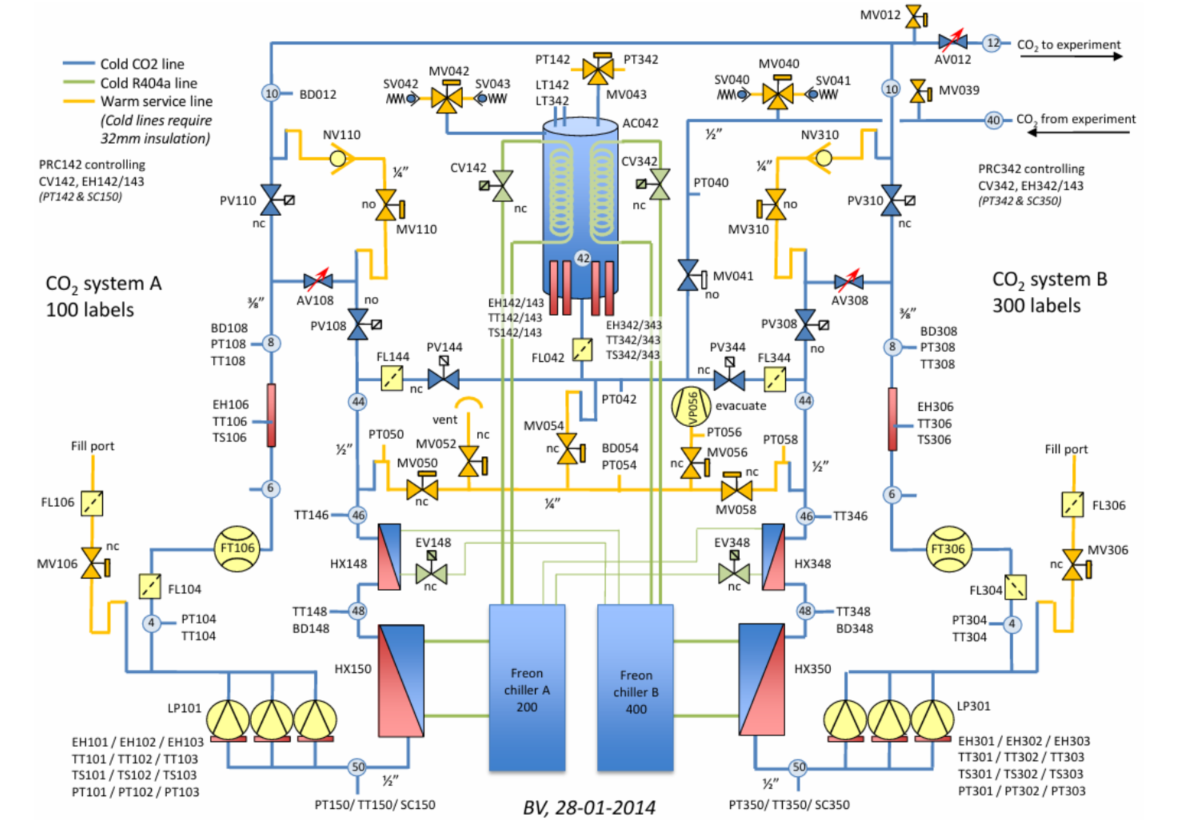 MV012
12
CO2 to experiment
AV012
Cold CO2 line
Cold R404a line
Warm service line
(Cold lines require
32mm insulation)
PRC142 controlling
CV142, EH142/143
(PT142 & SC150)
10
BD012
NV110
¼”
PV110
nc
no
MV110
SV042
MV042
SV043
PT142
PT342
LT142
LT342
MV043
AC042
SV040
MV040
SV041
10
MV039
40
CO2 from experiment
½”
NV310
¼”
PRC342 controlling
CV342, EH342/143
(PT342 & SC350)
CV142
nc
CV342
nc
PT040
no
MV310
PV310
nc
42
MV041
no
CO2 system A
100 labels
CO2 system B
300 labels
AV108
⅜”
no
PV108
BD108
PT108
TT108
8
EH142/143
TT142/143
TS142/143
EH342/343
TT342/343
TS342/343
FL042
AV308
⅜”
PV308
no
8
BD308
PT308
TT308
FL144
nc
PV144
PV344
nc
FL344
44
44
PT042
VP056
evacuate
vent
EH106
TT106
TS106
EH306
TT306
TS306
½”
PT050
MV050
nc
MV052
nc
MV054
nc
BD054
PT054
PT056
MV056
nc
PT058
nc
MV058
½”
¼”
Fill port
FL106
nc
MV106
Fill port
FL306
MV306
nc
6
6
TT146
46
46
TT346
FT106
FT306
HX148
EV148
nc
EV348
nc
HX348
FL104
FL304
4
PT104
TT104
PT304
TT304
4
TT148
BD148
48
48
TT348
BD348
HX150
Freon
chiller A
200
Freon
chiller B
400
HX350
LP101
LP301
EH101 / EH102 / EH103
TT101 / TT102 / TT103
TS101 / TS102 / TS103
PT101 / PT102 / PT103
EH301 / EH302 / EH303
TT301 / TT302 / TT303
TS301 / TS302 / TS303
PT301 / PT302 / PT303
50
½”
50
½”
PT150/ TT150/ SC150
BV, 28-01-2014
PT350/ TT350/ SC350